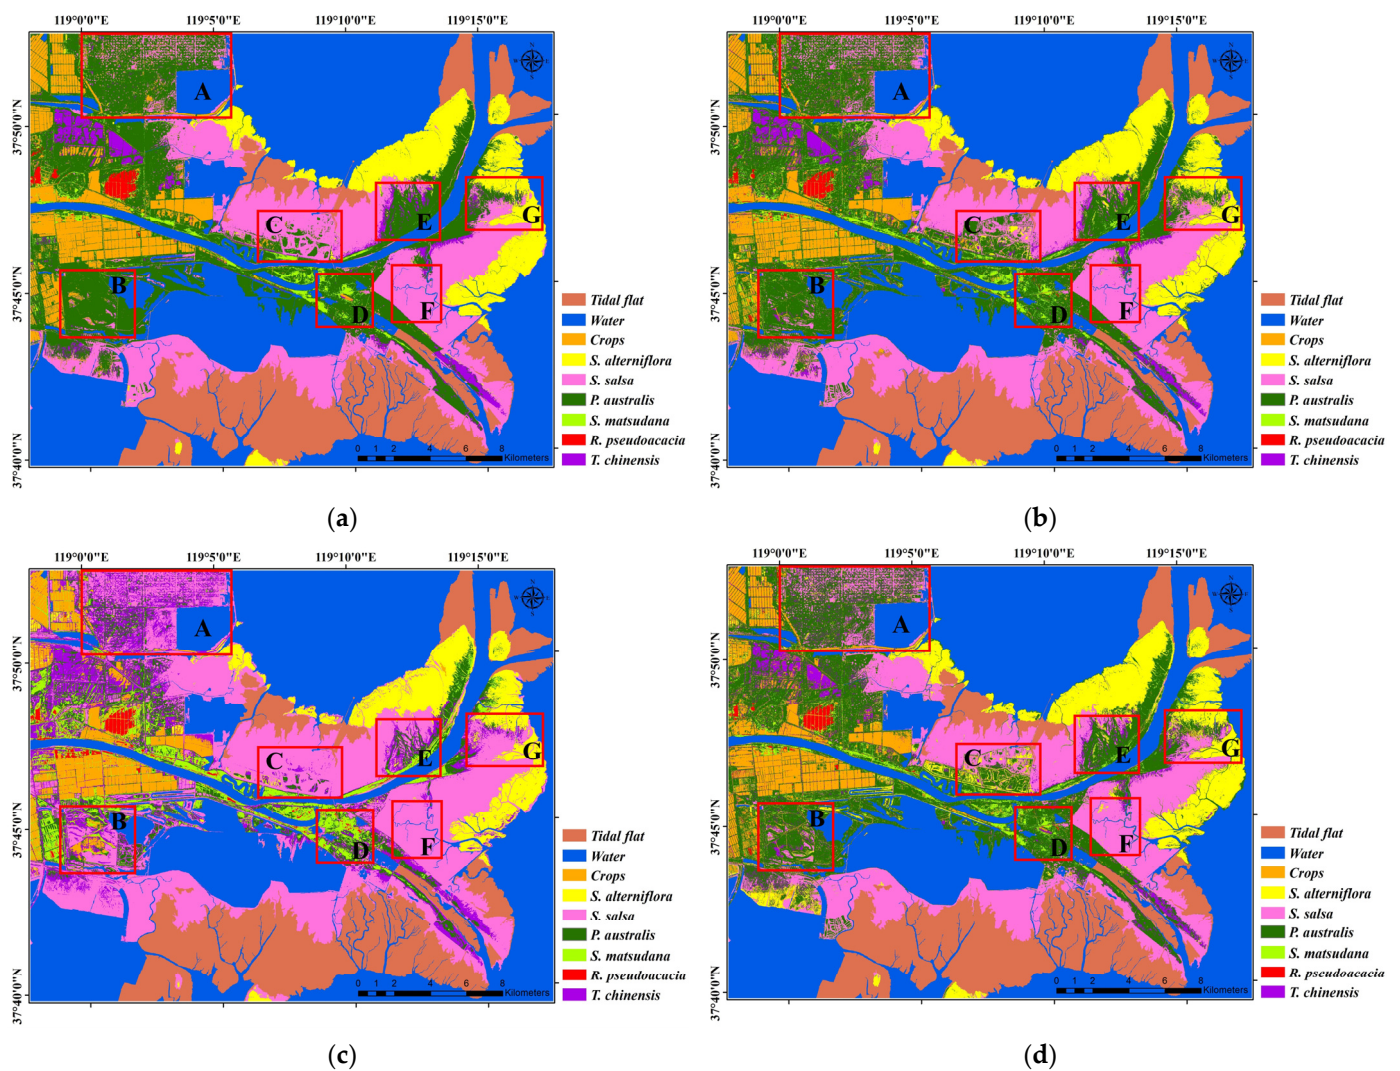 119°0'0"E 119°5'0"E 119°10'0"E 119°15'0"E
37°50'0"N
37°45'0"N
37°40'0"N
N
W E
S
A
B
C
D
E
F
G
Tidal flat
Water
Crops
S. alterniflora
S. salsa
P. australis
S. matsudana
R. pseudoacacia
T. chinensis
0 1 2 4 6 8
Kilometers
(a)
119°0'0"E 119°5'0"E 119°10'0"E 119°15'0"E
37°50'0"N
37°45'0"N
37°40'0"N
N
W E
S
A
B
C
D
E
F
G
Tidal flat
Water
Crops
S. alterniflora
S. salsa
P. australis
S. matsudana
R. pseudoacacia
T. chinensis
0 1 2 4 6 8
Kilometers
(b)
119°0'0"E 119°5'0"E 119°10'0"E 119°15'0"E
37°50'0"N
37°45'0"N
37°40'0"N
N
W E
S
A
B
C
D
E
F
G
Tidal flat
Water
Crops
S. alterniflora
S. salsa
P. australis
S. matsudana
R. pseudoacacia
T. chinensis
0 1 2 4 6 8
Kilometers
(c)
119°0'0"E 119°5'0"E 119°10'0"E 119°15'0"E
37°50'0"N
37°45'0"N
37°40'0"N
N
W E
S
A
B
C
D
E
F
G
Tidal flat
Water
Crops
S. alterniflora
S. salsa
P. australis
S. matsudana
R. pseudoacacia
T. chinensis
0 1 2 4 6 8
Kilometers
(d)